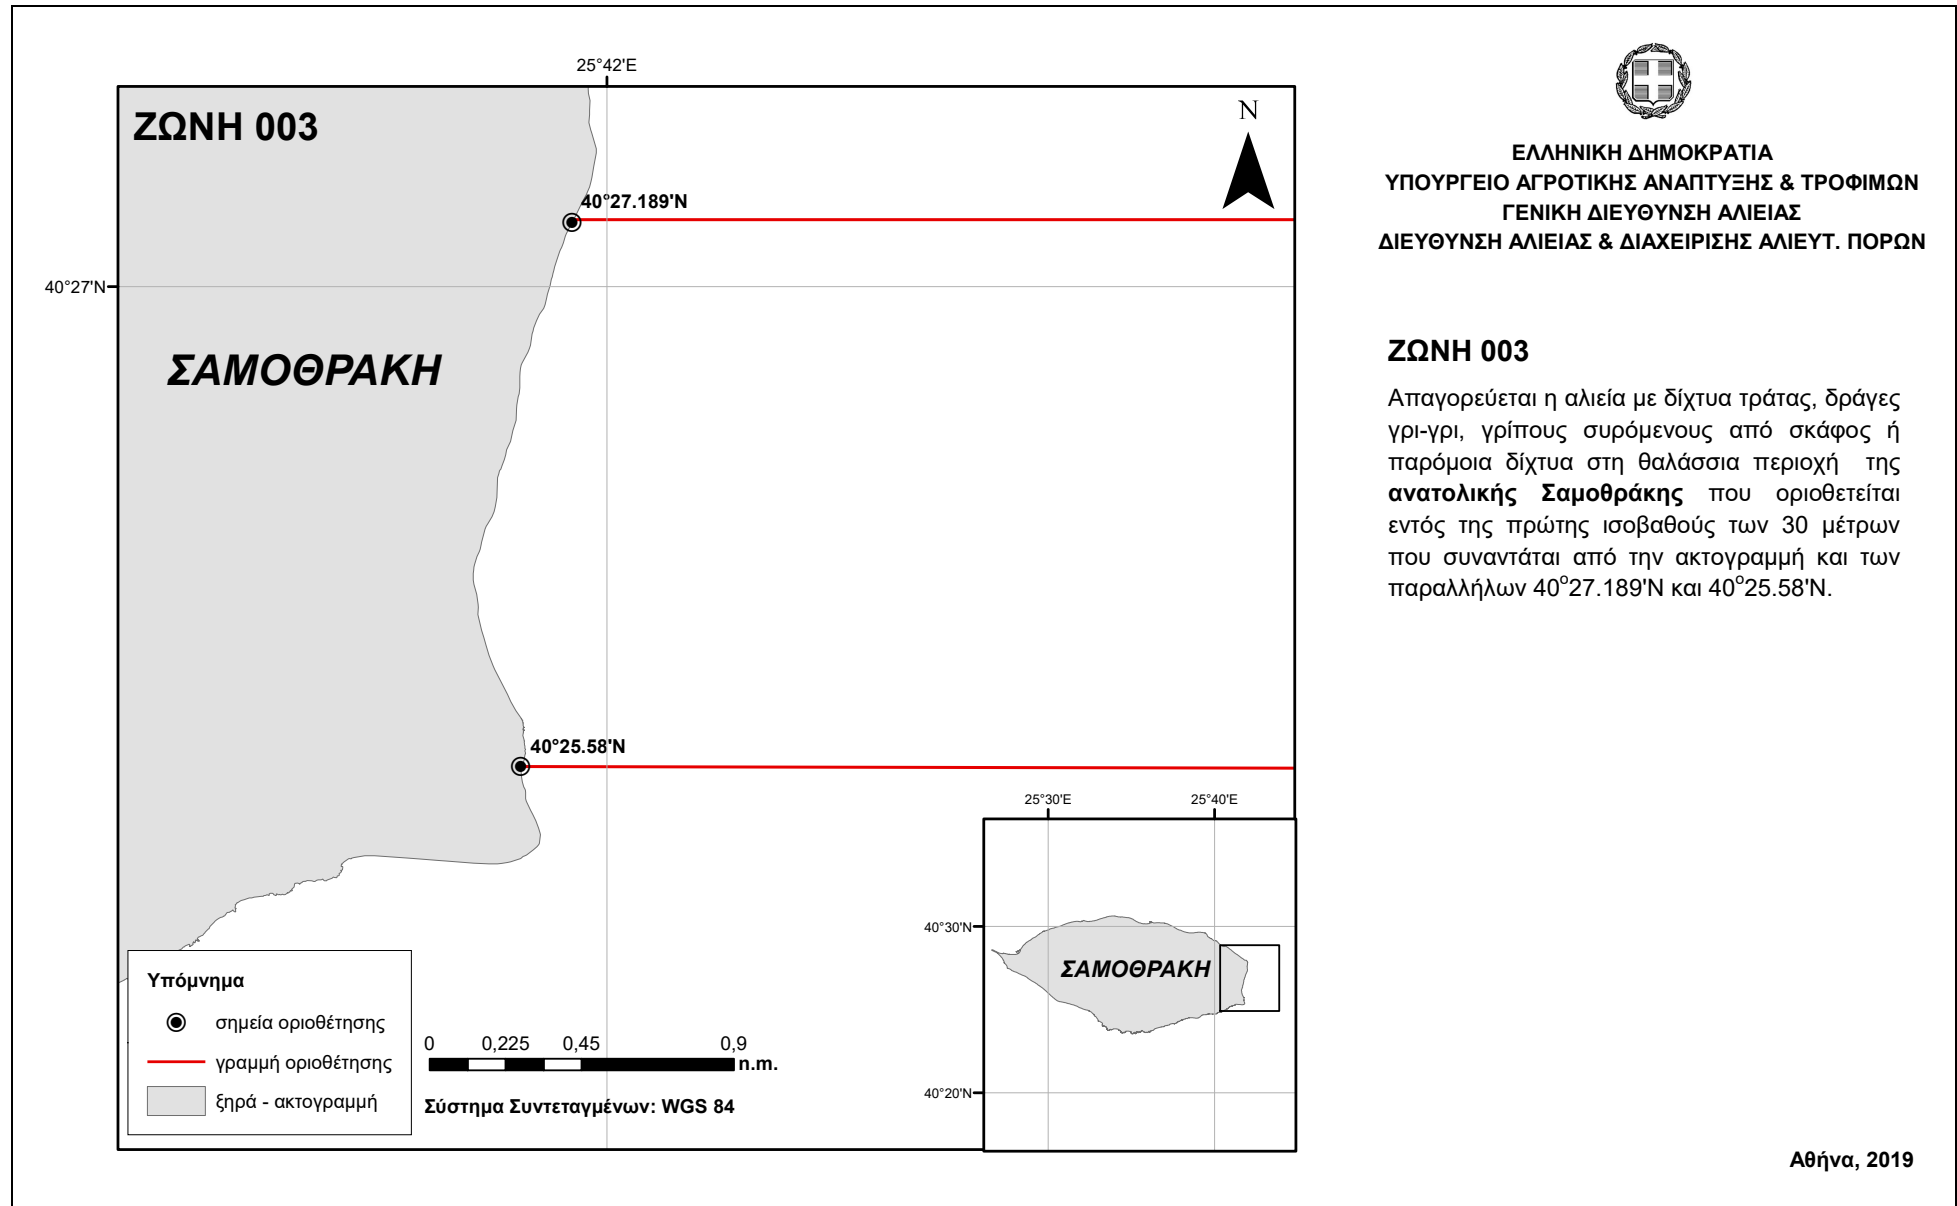 25°42'E
ΖΩΝΗ 003
N
40°27.189'N
40°27'N
ΣΑΜΟΘΡΑΚΗ
40°25.58'N
25°30'E
25°40'E
40°30'N
ΣΑΜΟΘΡΑΚΗ
40°20'N
Υπόμνημα
σημεία οριοθέτησης
γραμμή οριοθέτησης
ξηρά - ακτογραμμή
0 0,225 0,45 0,9
n.m.
Σύστημα Συντεταγμένων: WGS 84
ΕΛΛΗΝΙΚΗ ΔΗΜΟΚΡΑΤΙΑ
ΥΠΟΥΡΓΕΙΟ ΑΓΡΟΤΙΚΗΣ ΑΝΑΠΤΥΞΗΣ & ΤΡΟΦΙΜΩΝ
ΓΕΝΙΚΗ ΔΙΕΥΘΥΝΣΗ ΑΛΙΕΙΑΣ
ΔΙΕΥΘΥΝΣΗ ΑΛΙΕΙΑΣ & ΔΙΑΧΕΙΡΙΣΗΣ ΑΛΙΕΥΤ. ΠΟΡΩΝ
ΖΩΝΗ 003
Απαγορεύεται η αλιεία με δίχτυα τράτας, δράγες
γρι-γρι, γρίπους συρόμενους από σκάφος ή
παρόμοια δίχτυα στη θαλάσσια περιοχή της
ανατολικής Σαμοθράκης που οριοθετείται
εντός της πρώτης ισοβαθούς των 30 μέτρων
που συναντάται από την ακτογραμμή και των
παραλλήλων 40°27.189'N και 40°25.58'N.
Αθήνα, 2019